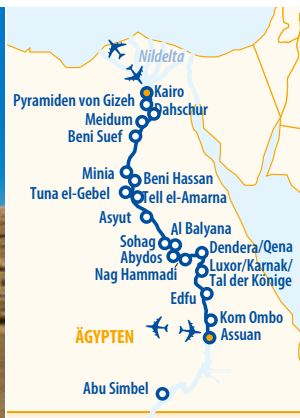 Nildelta
Kairo
Pyramiden von Gizeh
Dahschur
Meidum
Beni Suef
Minia
Beni Hassan
Tuna el-Gebel
Tell el-Amarna
Asyut
Al Balyana
Sohag
Dendera/Qena
Abydos
Luxor/Karnak/
Nag Hammadi
Tal der Könige
Edfu
Kom Ombo
ÄGYPTEN
Assuan
Abu Simbel